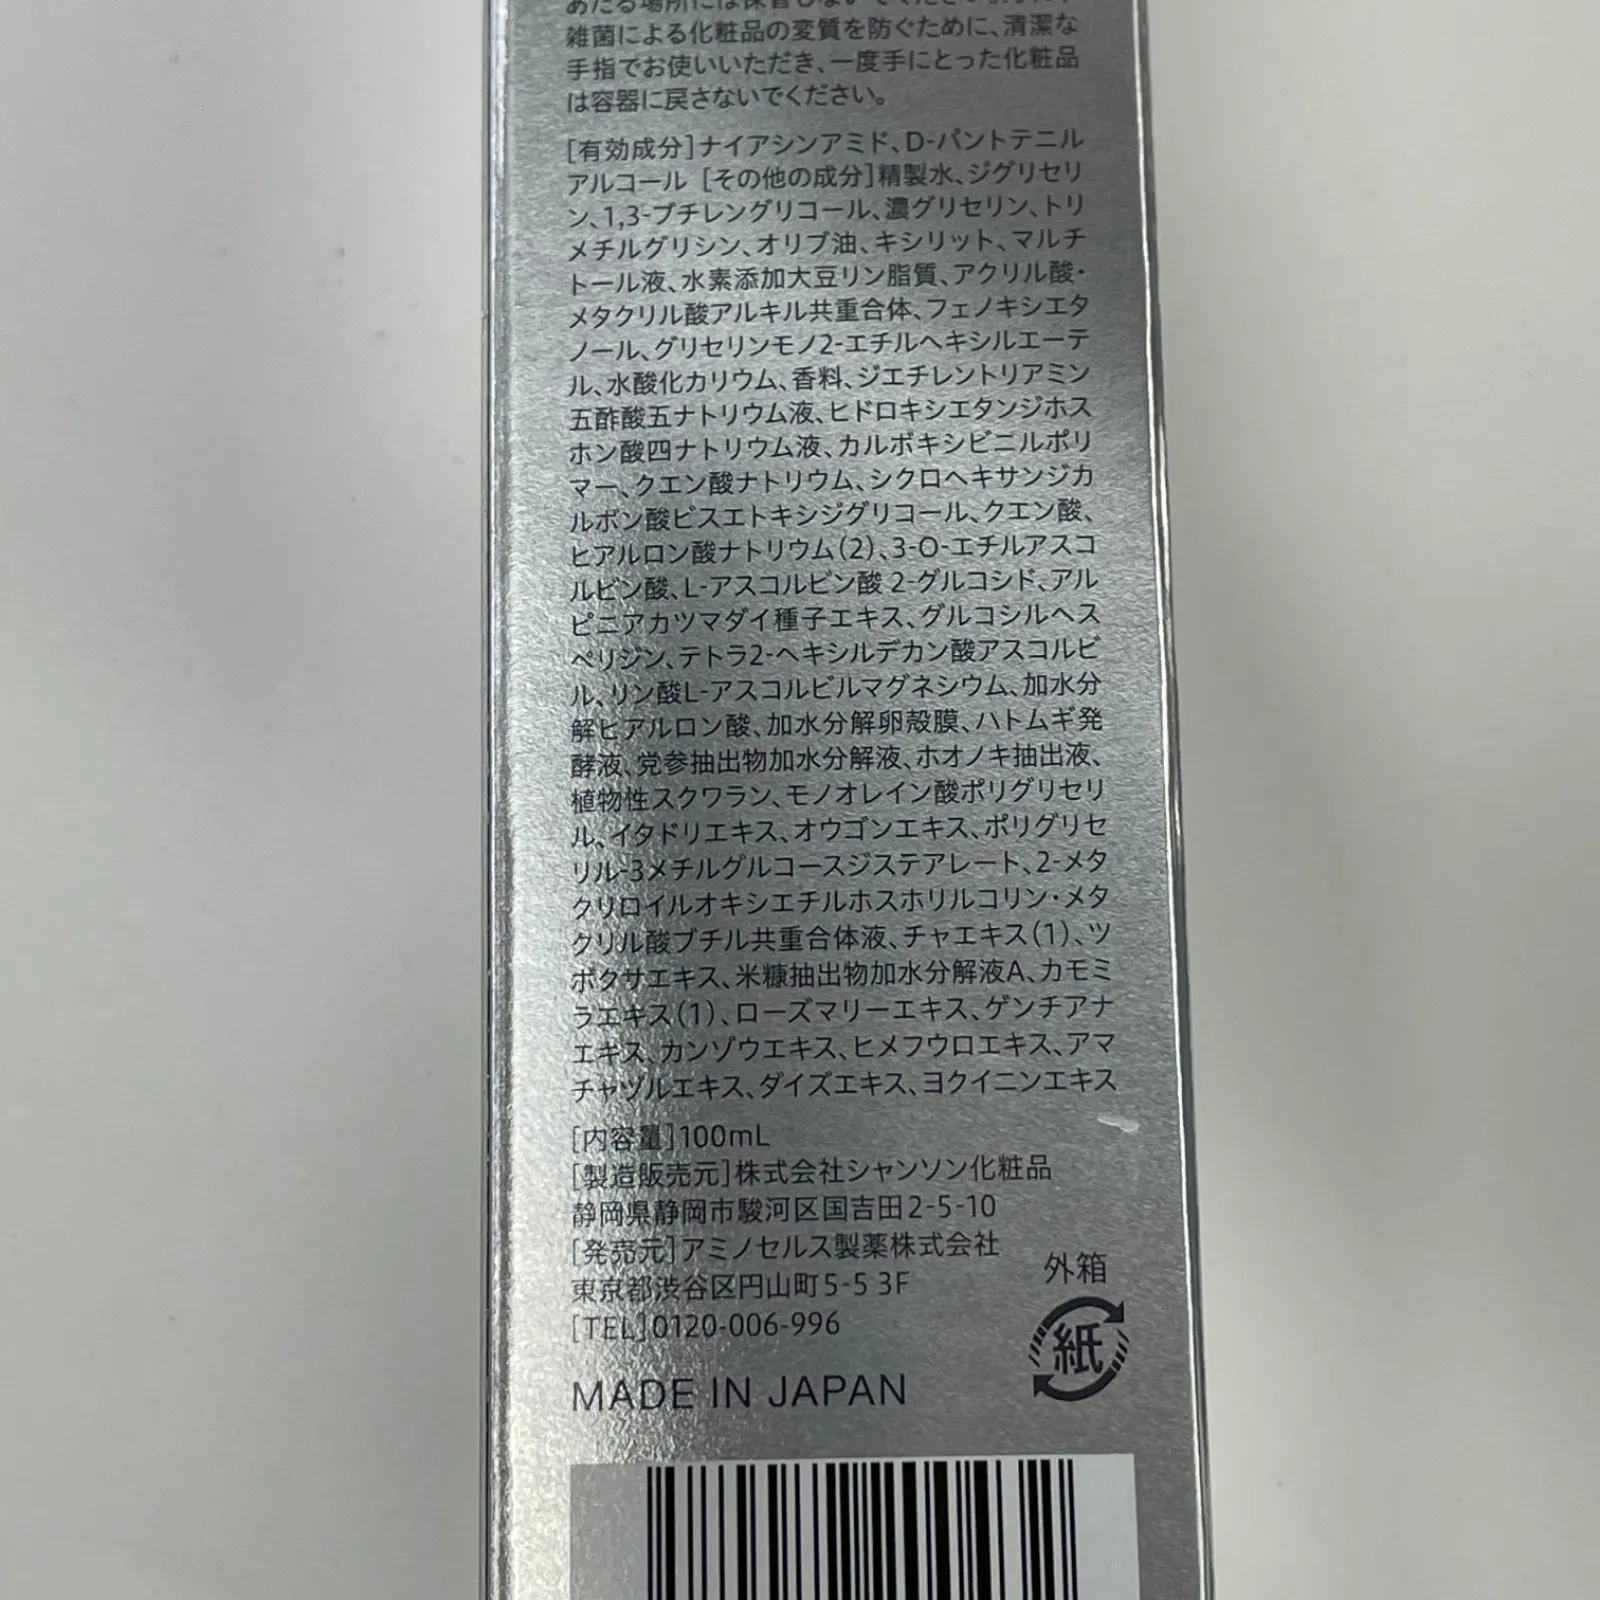 雑菌による化粧品の変質を防ぐために、清潔な
手指でお使いいただき、一度手にとった化粧品
は容器に戻さないでください。
[有効成分]ナイアシンアミド、D-パントテニル
アルコール [その他の成分]精製水、ジグリセリ
ン、1,3-ブチレングリコール、濃グリセリン、トリ
メチルグリシン、オリブ油、キシリット、マルチ
トール液、水素添加大豆リン脂質、アクリル酸・
メタクリル酸アルキル共重合体、フェノキシエタ
ノール、グリセリンモノ2-エチルヘキシルエーテ
ル、水酸化カリウム、香料、ジエチレントリアミン
五酢酸五ナトリウム液、ヒドロキシエタンジホス
ホン酸四ナトリウム液、カルボキシビニルポリ
マー、クエン酸ナトリウム、シクロヘキサンジカ
ルボン酸ビスエトキシジグリコール、クエン酸、
ヒアルロン酸ナトリウム(2)、3-O-エチルアスコ
ルビン酸、L-アスコルビン酸 2-グルコシド、アル
ピニアカツマダイ種子エキス、グルコシルヘス
ペリジン、テトラ2-ヘキシルデカン酸アスコルビ
ル、リン酸L-アスコルビルマグネシウム、加水分
解ヒアルロン酸、加水分解卵殻膜、ハトムギ発
酵液、党参抽出物加水分解液、ホオノキ抽出液、
植物性スクワラン、モノオレイン酸ポリグリセリ
ル、イタドリエキス、オウゴンエキス、ポリグリセ
リル-3メチルグルコースジステアレート、2-メタ
クリロイルオキシエチルホスホリルコリン・メタ
クリル酸ブチル共重合体液、チャエキス(1)、ツ
ボクサエキス、米糠抽出物加水分解液A、カモミ
ラエキス(1)、ローズマリーエキス、ゲンチアナ
エキス、カンゾウエキス、ヒメフウロエキス、アマ
チャヅルエキス、ダイズエキス、ヨクイニンエキス
[内容量]100mL
[製造販売元]株式会社シャンソン化粧品
静岡県静岡市駿河区国吉田2-5-10
[発売元]アミノセルス製薬株式会社
東京都渋谷区円山町5-5 3F
[TEL]0120-006-996
外箱
紙
MADE IN JAPAN